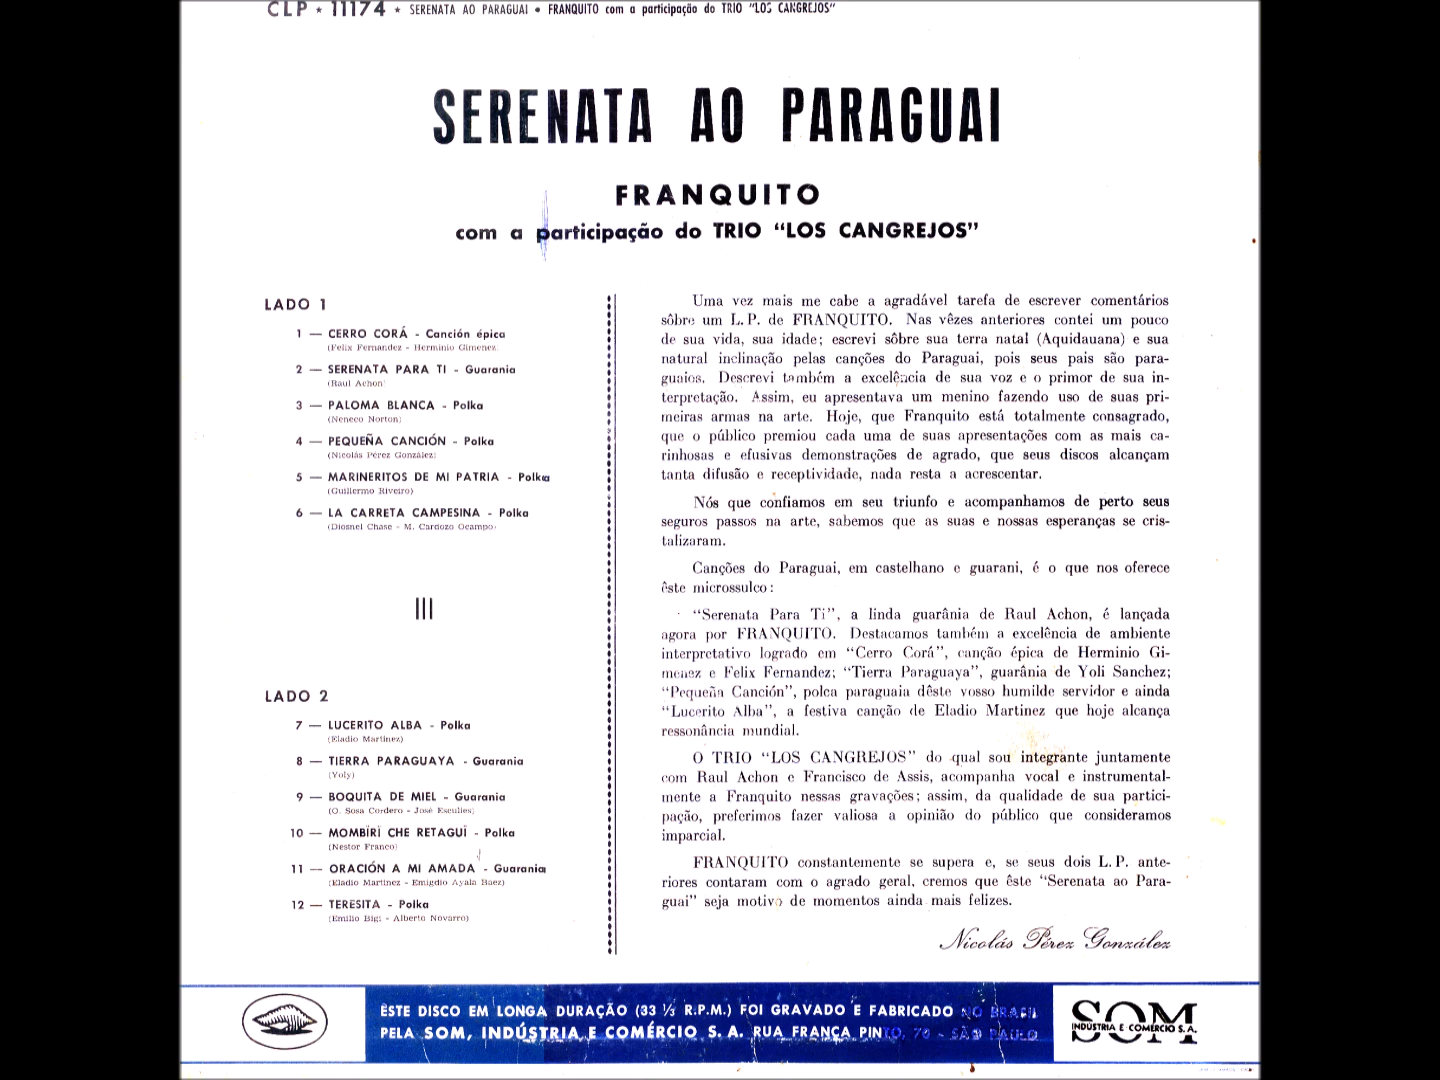 CLP ★ 11174 ★ SERENATA AO PARAGUAI • FRANQUITO com a participação do TRIO "LOS CANGREJOS"
SERENATA AO PARAGUAI
FRANQUITO
com a participação do TRIO "LOS CANGREJOS"
LADO 1
1 — CERRO CORÁ - Canción épica
(Felix Fernandez - Herminio Gimenez)
2 — SERENATA PARA TI - Guarania
(Raul Achon)
3 — PALOMA BLANCA - Polka
(Neneco Norton)
4 — PEQUEÑA CANCIÓN - Polka
(Nicolás Pérez González)
5 — MARINERITOS DE MI PATRIA - Polka
(Guillermo Riveiro)
6 — LA CARRETA CAMPESINA - Polka
(Diosnel Chase - M. Cardozo Ocampo)
III
LADO 2
7 — LUCERITO ALBA - Polka
(Eladio Martinez)
8 — TIERRA PARAGUAYA - Guarania
(Yoly)
9 — BOQUITA DE MIEL - Guarania
(O. Sosa Cordero - José Esculies)
10 — MOMBÏRÏ CHE RETAGUÏ - Polka
(Nestor Franco)
11 — ORACIÓN A MI AMADA - Guarania
(Eladio Martinez - Emigdio Ayala Baez)
12 — TERESITA - Polka
(Emilio Bigi - Alberto Novarro)
Uma vez mais me cabe a agradável tarefa de escrever comentários
sôbre um L. P. de FRANQUITO. Nas vêzes anteriores contei um pouco
de sua vida, sua idade; escrevi sôbre sua terra natal (Aquidauana) e sua
natural inclinação pelas canções do Paraguai, pois seus pais são para-
guaios. Descrevi também a excelência de sua voz e o primor de sua in-
terpretação. Assim, eu apresentava um menino fazendo uso de suas pri-
meiras armas na arte. Hoje, que Franquito está totalmente consagrado,
que o público premiou cada uma de suas apresentações com as mais ca-
rinhosas e efusivas demonstrações de agrado, que seus discos alcançam
tanta difusão e receptividade, nada resta a acrescentar.
Nós que confiamos em seu triunfo e acompanhamos de perto seus
seguros passos na arte, sabemos que as suas e nossas esperanças se cris-
talizaram.
Canções do Paraguai, em castelhano e guarani, é o que nos oferece
êste microssulco:
"Serenata Para Ti", a linda guarânia de Raul Achon, é lançada
agora por FRANQUITO. Destacamos também a excelência de ambiente
interpretativo logrado em "Cerro Corá", canção épica de Herminio Gi-
menez e Felix Fernandez; "Tierra Paraguaya", guarânia de Yoli Sanchez;
"Pequeña Canción", polca paraguaia dêste vosso humilde servidor e ainda
"Lucerito Alba", a festiva canção de Eladio Martinez que hoje alcança
ressonância mundial.
O TRIO "LOS CANGREJOS" do qual sou integrante juntamente
com Raul Achon e Francisco de Assis, acompanha vocal e instrumental-
mente a Franquito nessas gravações; assim, da qualidade de sua partici-
pação, preferimos fazer valiosa a opinião do público que consideramos
imparcial.
FRANQUITO constantemente se supera e, se seus dois L. P. ante-
riores contaram com o agrado geral, cremos que êste "Serenata ao Para-
guai" seja motivo de momentos ainda mais felizes.
Nicolás Pérez González
ÊSTE DISCO EM LONGA DURAÇÃO (33 ⅓ R.P.M.) FOI GRAVADO E FABRICADO NO BRASIL
PELA SOM, INDÚSTRIA E COMÉRCIO S. A. RUA FRANÇA PINTO, 70 - SÃO PAULO
SOM
INDÚSTRIA E COMÉRCIO S. A.